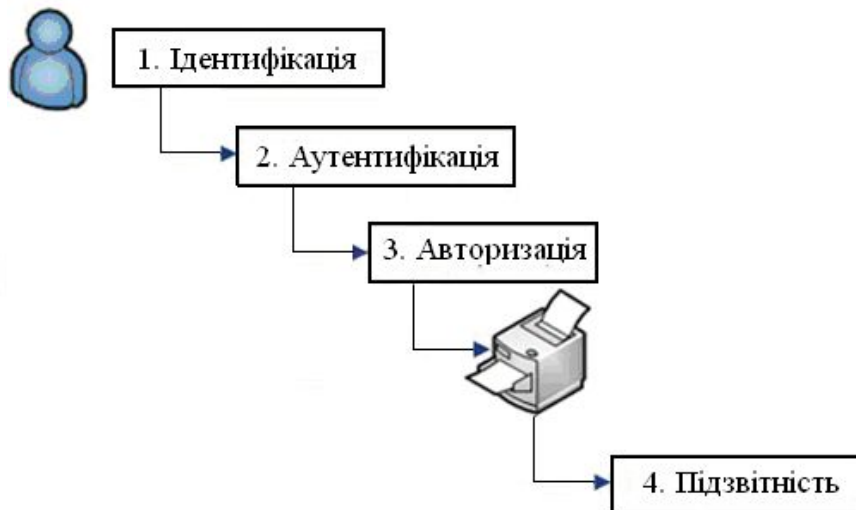 1. Ідентифікація
2. Аутентифікація
3. Авторизація
4. Підзвітність